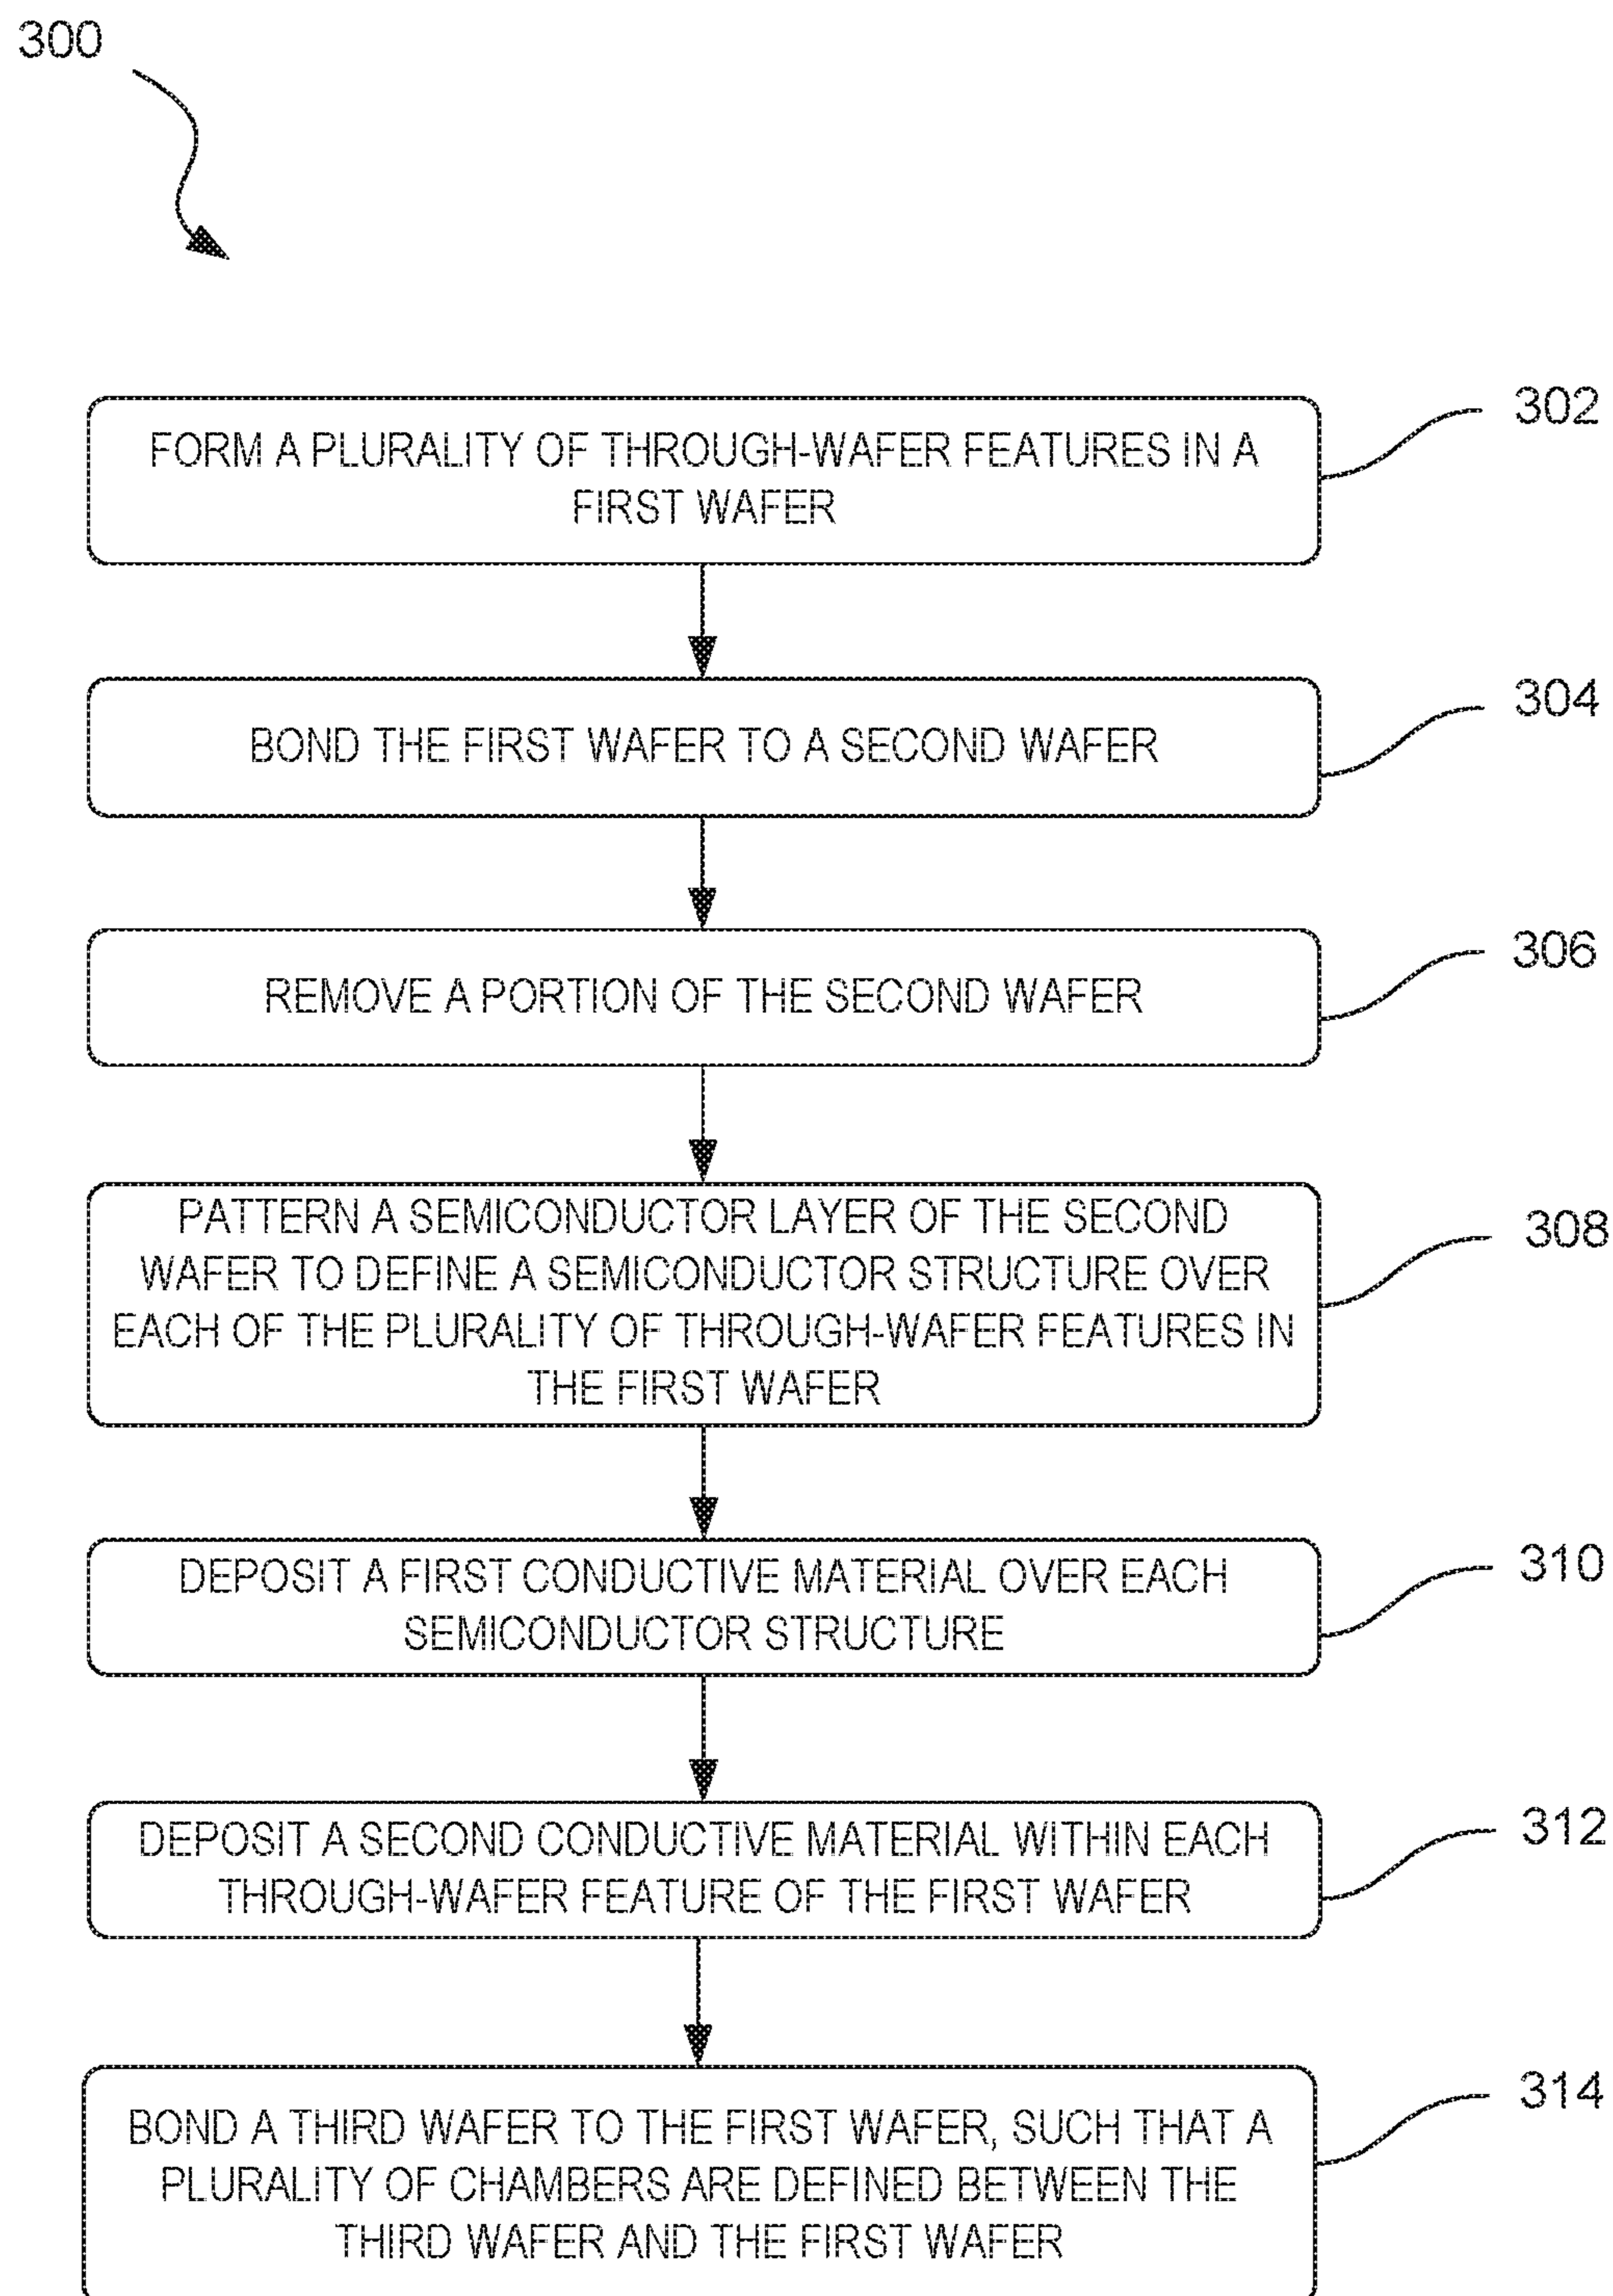 300
FORM A PLURALITY OF THROUGH-WAFER FEATURES IN A
FIRST WAFER
302
BOND THE FIRST WAFER TO A SECOND WAFER
304
REMOVE A PORTION OF THE SECOND WAFER
306
PATTERN A SEMICONDUCTOR LAYER OF THE SECOND
WAFER TO DEFINE A SEMICONDUCTOR STRUCTURE OVER
EACH OF THE PLURALITY OF THROUGH-WAFER FEATURES IN
THE FIRST WAFER
308
DEPOSIT A FIRST CONDUCTIVE MATERIAL OVER EACH
SEMICONDUCTOR STRUCTURE
310
DEPOSIT A SECOND CONDUCTIVE MATERIAL WITHIN EACH
THROUGH-WAFER FEATURE OF THE FIRST WAFER
312
BOND A THIRD WAFER TO THE FIRST WAFER, SUCH THAT A
PLURALITY OF CHAMBERS ARE DEFINED BETWEEN THE
THIRD WAFER AND THE FIRST WAFER
314